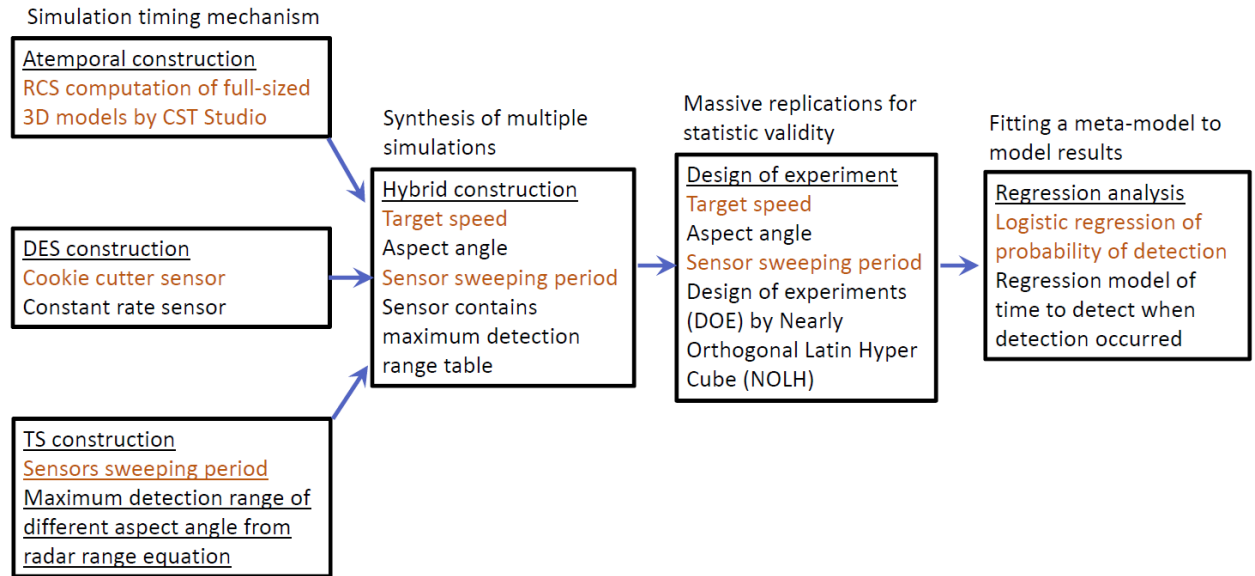 Simulation timing mechanism
Atemporal construction
RCS computation of full-sized
3D models by CST Studio
DES construction
Cookie cutter sensor
Constant rate sensor
TS construction
Sensors sweeping period
Maximum detection range of
different aspect angle from
radar range equation
Synthesis of multiple
simulations
Hybrid construction
Target speed
Aspect angle
Sensor sweeping period
Sensor contains
maximum detection
range table
Massive replications for
statistic validity
Design of experiment
Target speed
Aspect angle
Sensor sweeping period
Design of experiments
(DOE) by Nearly
Orthogonal Latin Hyper
Cube (NOLH)
Fitting a meta-model to
model results
Regression analysis
Logistic regression of
probability of detection
Regression model of
time to detect when
detection occurred